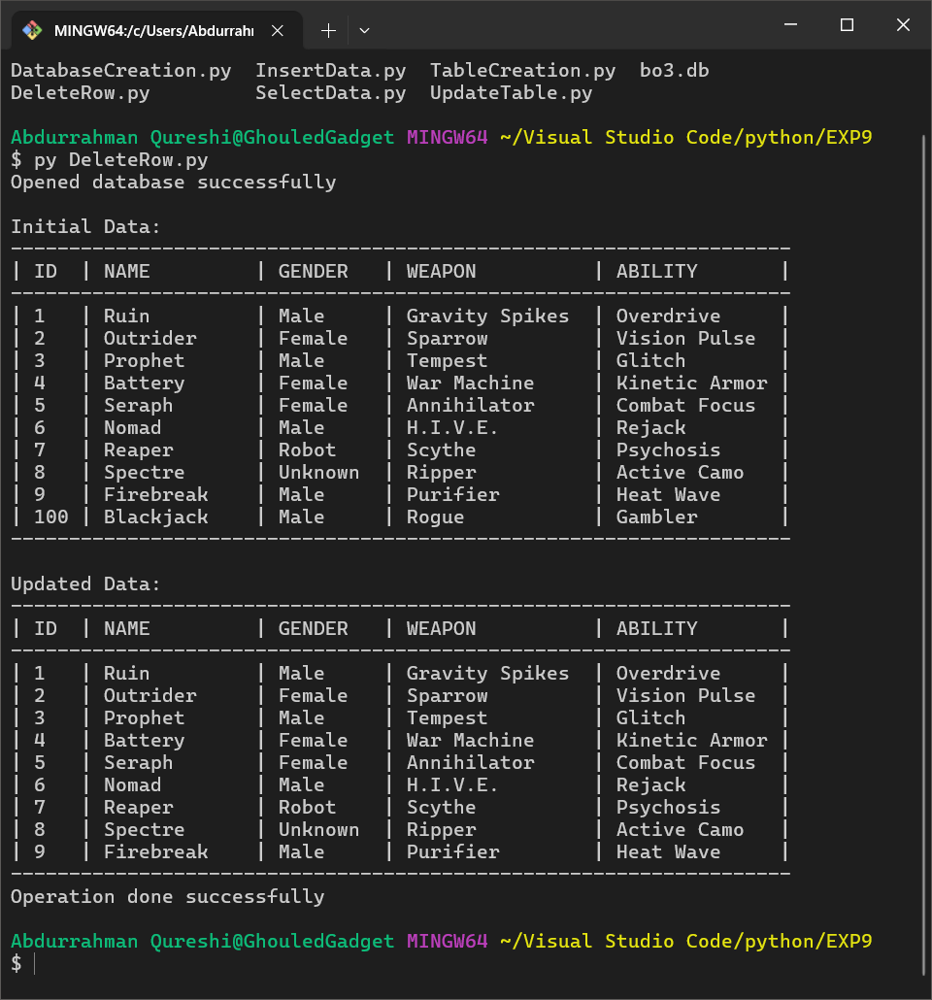 MINGW64:/c/Users/Abdurrahr
DatabaseCreation.py  InsertData.py  TableCreation.py  bo3.db
DeleteRow.py         SelectData.py  UpdateTable.py

Abdurrahman Qureshi@GhouledGadget MINGW64 ~/Visual Studio Code/python/EXP9
$ py DeleteRow.py
Opened database successfully

Initial Data:
-------------------------------------------------------------------
| ID  | NAME         | GENDER   | WEAPON          | ABILITY       |
-------------------------------------------------------------------
| 1   | Ruin         | Male     | Gravity Spikes  | Overdrive     |
| 2   | Outrider     | Female   | Sparrow         | Vision Pulse  |
| 3   | Prophet      | Male     | Tempest         | Glitch        |
| 4   | Battery      | Female   | War Machine     | Kinetic Armor |
| 5   | Seraph       | Female   | Annihilator     | Combat Focus  |
| 6   | Nomad        | Male     | H.I.V.E.        | Rejack        |
| 7   | Reaper       | Robot    | Scythe          | Psychosis     |
| 8   | Spectre      | Unknown  | Ripper          | Active Camo   |
| 9   | Firebreak    | Male     | Purifier        | Heat Wave     |
| 100 | Blackjack    | Male     | Rogue           | Gambler       |
-------------------------------------------------------------------

Updated Data:
-------------------------------------------------------------------
| ID  | NAME         | GENDER   | WEAPON          | ABILITY       |
-------------------------------------------------------------------
| 1   | Ruin         | Male     | Gravity Spikes  | Overdrive     |
| 2   | Outrider     | Female   | Sparrow         | Vision Pulse  |
| 3   | Prophet      | Male     | Tempest         | Glitch        |
| 4   | Battery      | Female   | War Machine     | Kinetic Armor |
| 5   | Seraph       | Female   | Annihilator     | Combat Focus  |
| 6   | Nomad        | Male     | H.I.V.E.        | Rejack        |
| 7   | Reaper       | Robot    | Scythe          | Psychosis     |
| 8   | Spectre      | Unknown  | Ripper          | Active Camo   |
| 9   | Firebreak    | Male     | Purifier        | Heat Wave     |
-------------------------------------------------------------------
Operation done successfully

Abdurrahman Qureshi@GhouledGadget MINGW64 ~/Visual Studio Code/python/EXP9
$